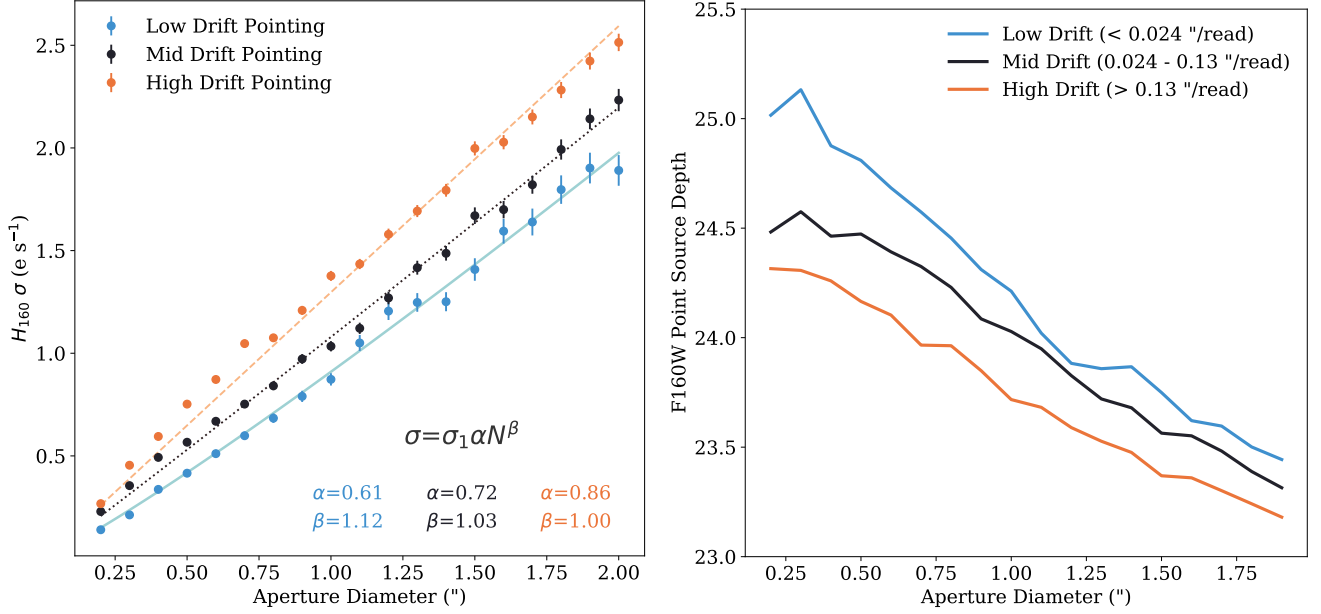 Low Drift Pointing
Mid Drift Pointing
High Drift Pointing
2.5
2.0
1.5
1.0
0.5
H₁₆₀ σ (e s⁻¹)
σ=σ₁αN^β
α=0.61 α=0.72 α=0.86
β=1.12 β=1.03 β=1.00
0.25 0.50 0.75 1.00 1.25 1.50 1.75 2.00
Aperture Diameter (")
Low Drift (< 0.024 "/read)
Mid Drift (0.024 - 0.13 "/read)
High Drift (> 0.13 "/read)
25.5
25.0
24.5
24.0
23.5
23.0
F160W Point Source Depth
0.25 0.50 0.75 1.00 1.25 1.50 1.75
Aperture Diameter (")